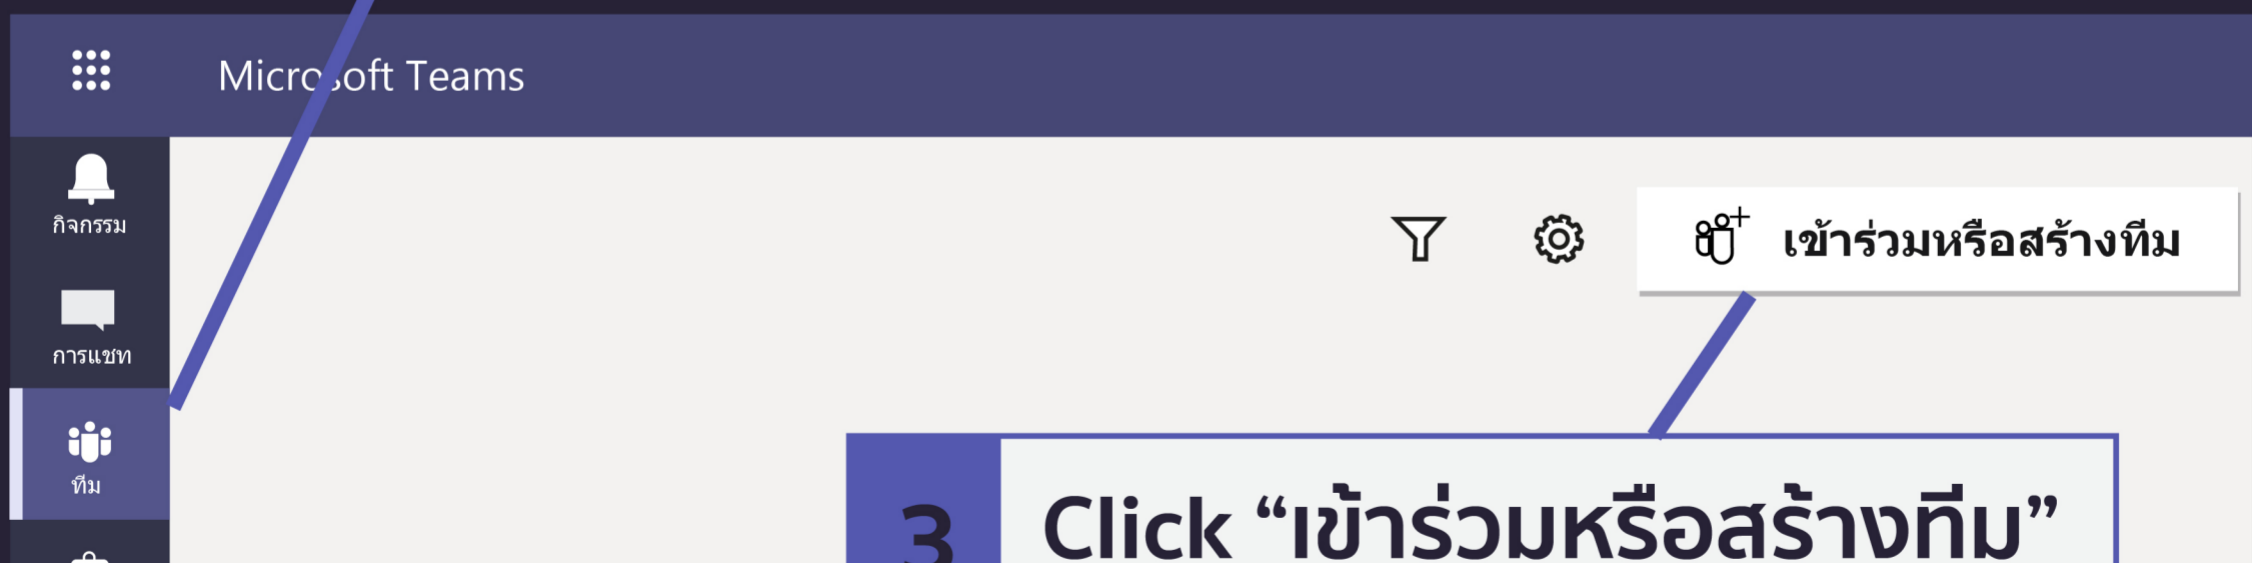 Microsoft Teams
กิจกรรม
เข้าร่วมหรือสร้างทีม
การแชท
ทีม
3
Click “เข้าร่วมหรือสร้างทีม”